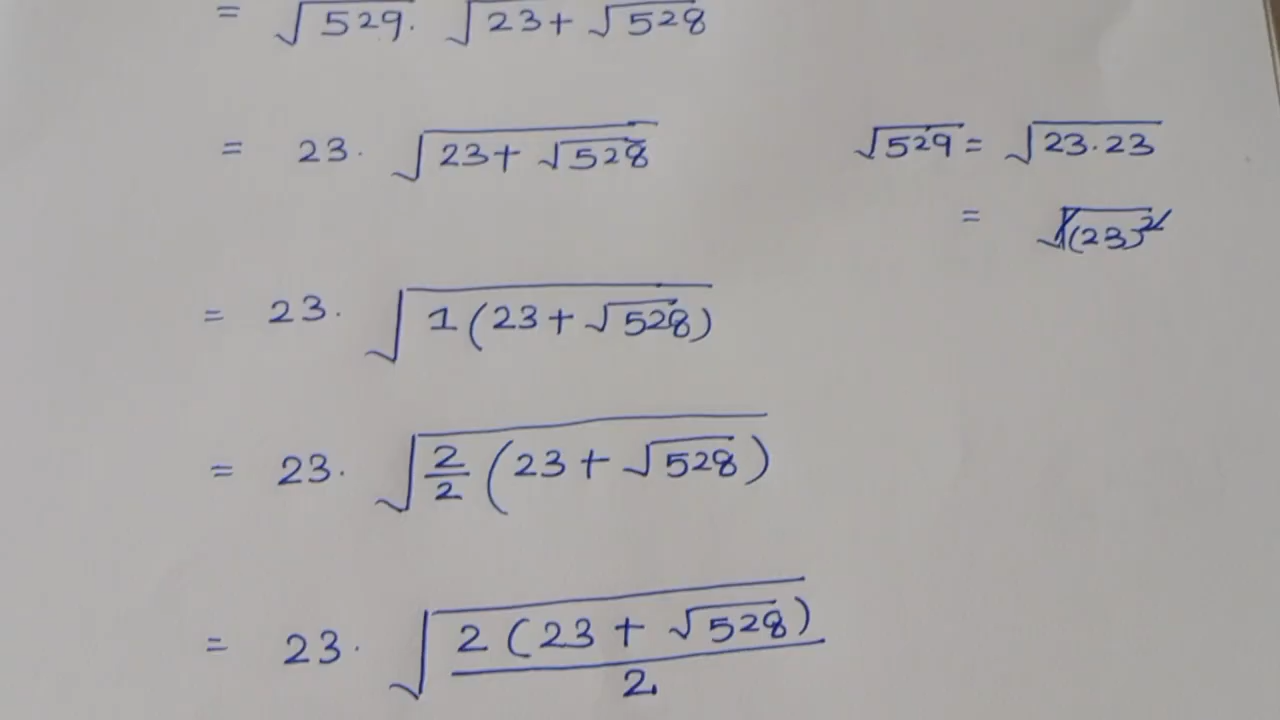 = √529. √(23+√528)
= 23. √(23+√528)
√529 = √(23.23)
= √(23)²
= 23. √(1(23+√528))
= 23. √(2/2 (23+√528))
= 23. √(2(23+√528)/2)